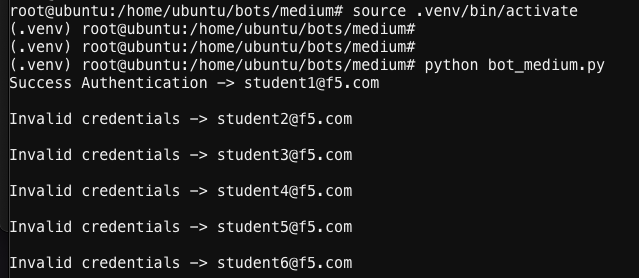 root@ubuntu:/home/ubuntu/bots/medium# source .venv/bin/activate
(.venv) root@ubuntu:/home/ubuntu/bots/medium#
(.venv) root@ubuntu:/home/ubuntu/bots/medium#
(.venv) root@ubuntu:/home/ubuntu/bots/medium# python bot_medium.py
Success Authentication -> student1@f5.com
Invalid credentials -> student2@f5.com
Invalid credentials -> student3@f5.com
Invalid credentials -> student4@f5.com
Invalid credentials -> student5@f5.com
Invalid credentials -> student6@f5.com